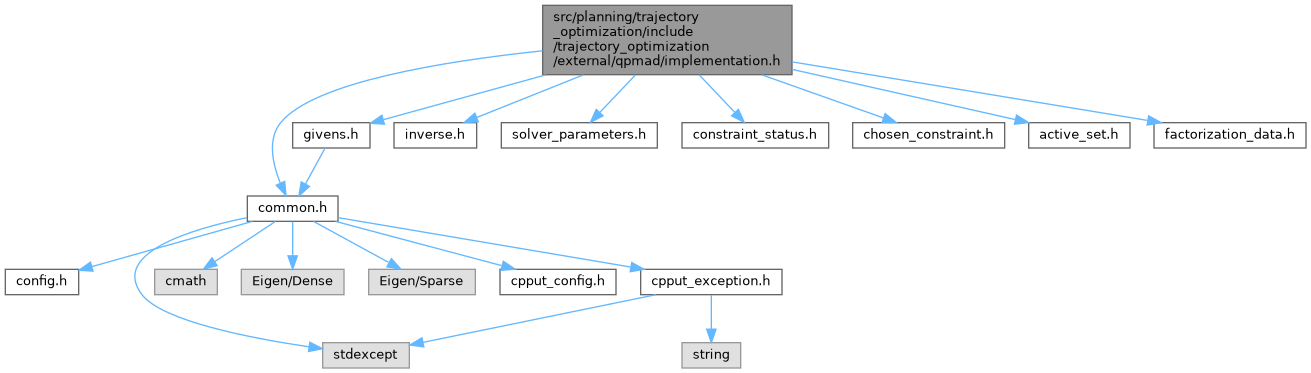 src/planning/trajectory
_optimization/include
/trajectory_optimization
/external/qpmad/implementation.h
givens.h
inverse.h
solver_parameters.h
constraint_status.h
chosen_constraint.h
active_set.h
factorization_data.h
common.h
config.h
cmath
Eigen/Dense
Eigen/Sparse
cpput_config.h
cpput_exception.h
stdexcept
string